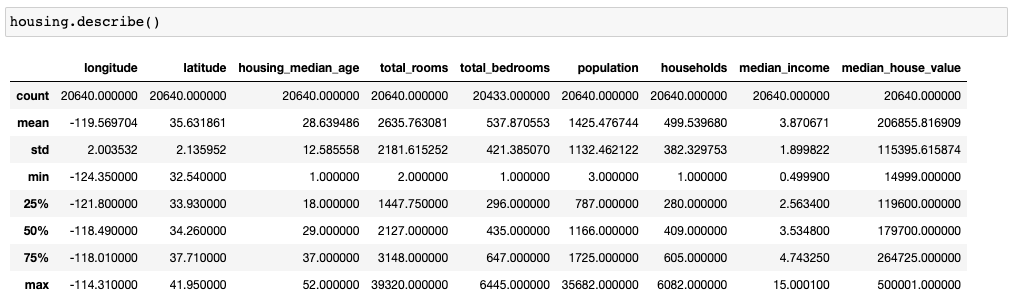 housing.describe()
longitude latitude housing_median_age total_rooms total_bedrooms population households median_income median_house_value
count 20640.000000 20640.000000 20640.000000 20640.000000 20433.000000 20640.000000 20640.000000 20640.000000 20640.000000
mean -119.569704 35.631861 28.639486 2635.763081 537.870553 1425.476744 499.539680 3.870671 206855.816909
std 2.003532 2.135952 12.585558 2181.615252 421.385070 1132.462122 382.329753 1.899822 115395.615874
min -124.350000 32.540000 1.000000 2.000000 1.000000 3.000000 1.000000 0.499900 14999.000000
25% -121.800000 33.930000 18.000000 1447.750000 296.000000 787.000000 280.000000 2.563400 119600.000000
50% -118.490000 34.260000 29.000000 2127.000000 435.000000 1166.000000 409.000000 3.534800 179700.000000
75% -118.010000 37.710000 37.000000 3148.000000 647.000000 1725.000000 605.000000 4.743250 264725.000000
max -114.310000 41.950000 52.000000 39320.000000 6445.000000 35682.000000 6082.000000 15.000100 500001.000000